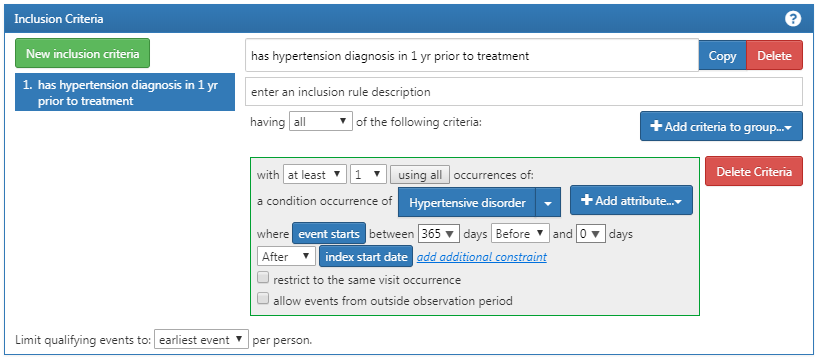 Inclusion Criteria ?
New inclusion criteria
has hypertension diagnosis in 1 yr prior to treatment Copy Delete
1. has hypertension diagnosis in 1 yr
prior to treatment
enter an inclusion rule description
having all of the following criteria: Add criteria to group...
with at least 1 using all occurrences of: Delete Criteria
a condition occurrence of Hypertensive disorder Add attribute...
where event starts between 365 days Before and 0 days
After index start date add additional constraint
restrict to the same visit occurrence
allow events from outside observation period
Limit qualifying events to: earliest event per person.